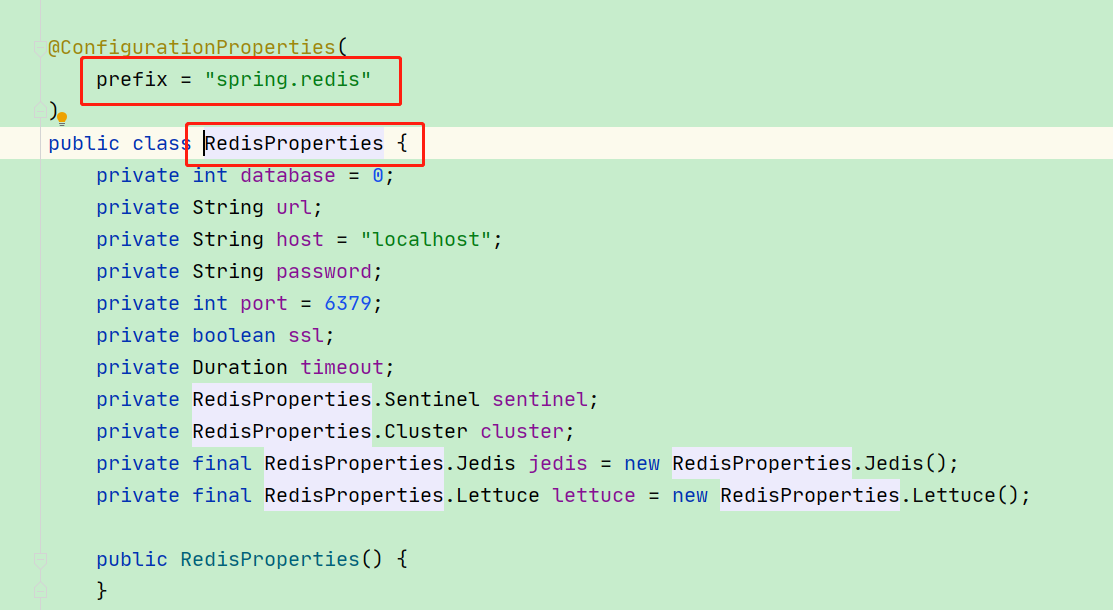 @ConfigurationProperties(
    prefix = "spring.redis"
)
public class RedisProperties {
    private int database = 0;
    private String url;
    private String host = "localhost";
    private String password;
    private int port = 6379;
    private boolean ssl;
    private Duration timeout;
    private RedisProperties.Sentinel sentinel;
    private RedisProperties.Cluster cluster;
    private final RedisProperties.Jedis jedis = new RedisProperties.Jedis();
    private final RedisProperties.Lettuce lettuce = new RedisProperties.Lettuce();
    public RedisProperties() {
    }